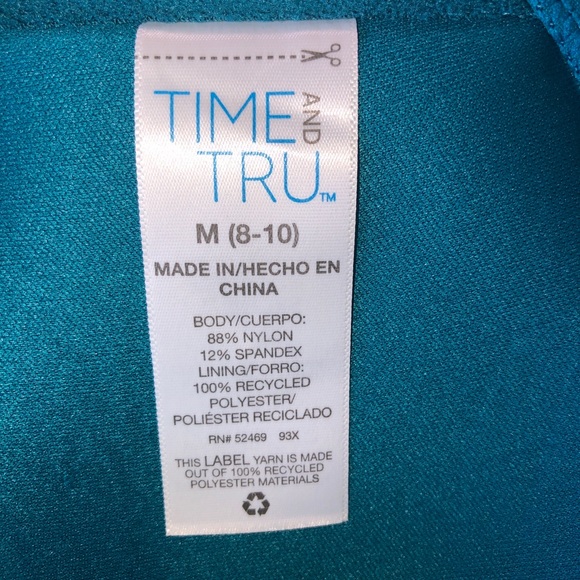 TIME AND
TRU™
M (8-10)
MADE IN/HECHO EN
CHINA
BODY/CUERPO:
88% NYLON
12% SPANDEX
LINING/FORRO:
100% RECYCLED
POLYESTER/
POLIÉSTER RECICLADO
RN# 52469 93X
THIS LABEL YARN IS MADE
OUT OF 100% RECYCLED
POLYESTER MATERIALS